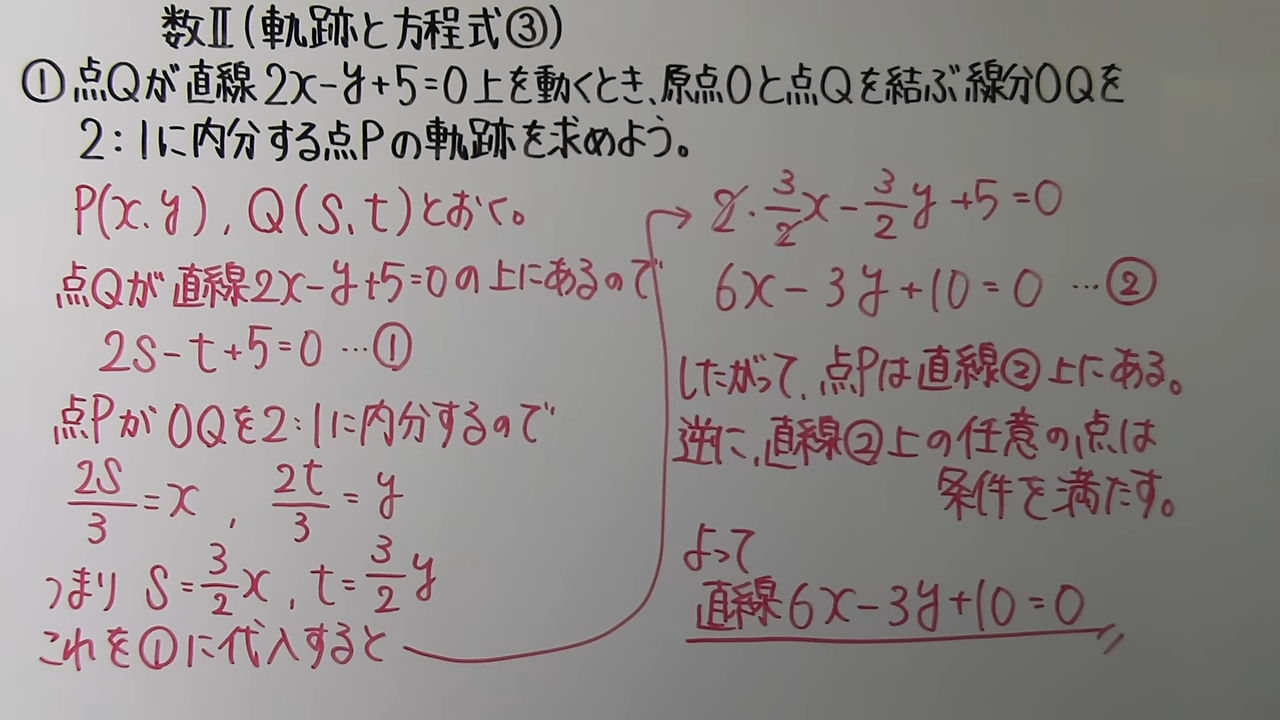 数Ⅱ(軌跡と方程式③)
①点Qが直線2x-y+5=0上を動くとき、原点Oと点Qを結ぶ線分OQを
2:1に内分する点Pの軌跡を求めよう。
P(x.y), Q(s,t)とおく。
点Qが直線2x-y+5=0の上にあるので
2s-t+5=0 …①
点PがOQを2:1に内分するので
2s/3=x, 2t/3=y
つまり s=3/2x, t=3/2y
これを①に代入すると
→ 2・3/2x-3/2y+5=0
6x-3y+10=0 …②
したがって、点Pは直線②上にある。
逆に、直線②上の任意の点は
条件を満たす。
よって
直線6x-3y+10=0